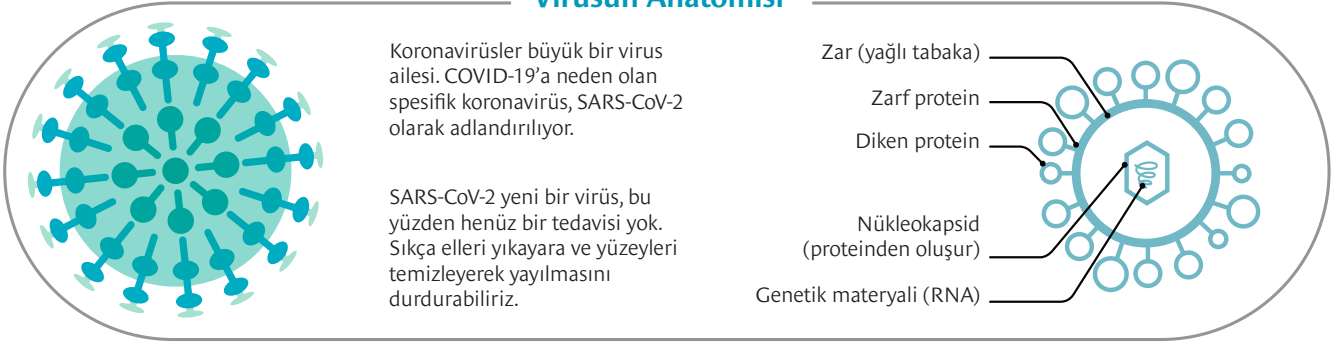 Virüsün Anatomisi
Koronavirüsler büyük bir virus
ailesi. COVID-19’a neden olan
spesifik koronavirüs, SARS-CoV-2
olarak adlandırılıyor.
SARS-CoV-2 yeni bir virüs, bu
yüzden henüz bir tedavisi yok.
Sıkça elleri yıkayara ve yüzeyleri
temizleyerek yayılmasını
durdurabiliriz.
Zar (yağlı tabaka)
Zarf protein
Diken protein
Nükleokapsid
(proteinden oluşur)
Genetik materyali (RNA)